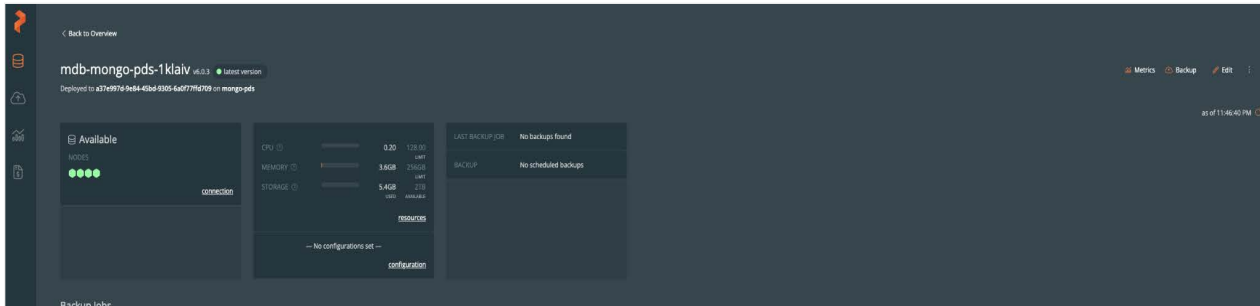 Back to Overview
mdb-mongo-pds-1klaiv v6.0.3 latest version
Deployed to a37e997d-9e84-45bd-9305-6a0f77ffd709 on mongo-pds
Metrics Backup Edit
as of 11:46:40 PM
Available
NODES
connection
CPU 0.20 128.00
LIMIT
MEMORY 3.6GB 256GB
LIMIT
STORAGE 5.4GB 2TB
USED AVAILABLE
resources
— No configurations set —
configuration
LAST BACKUP JOB No backups found
BACKUP No scheduled backups
Backup Jobs